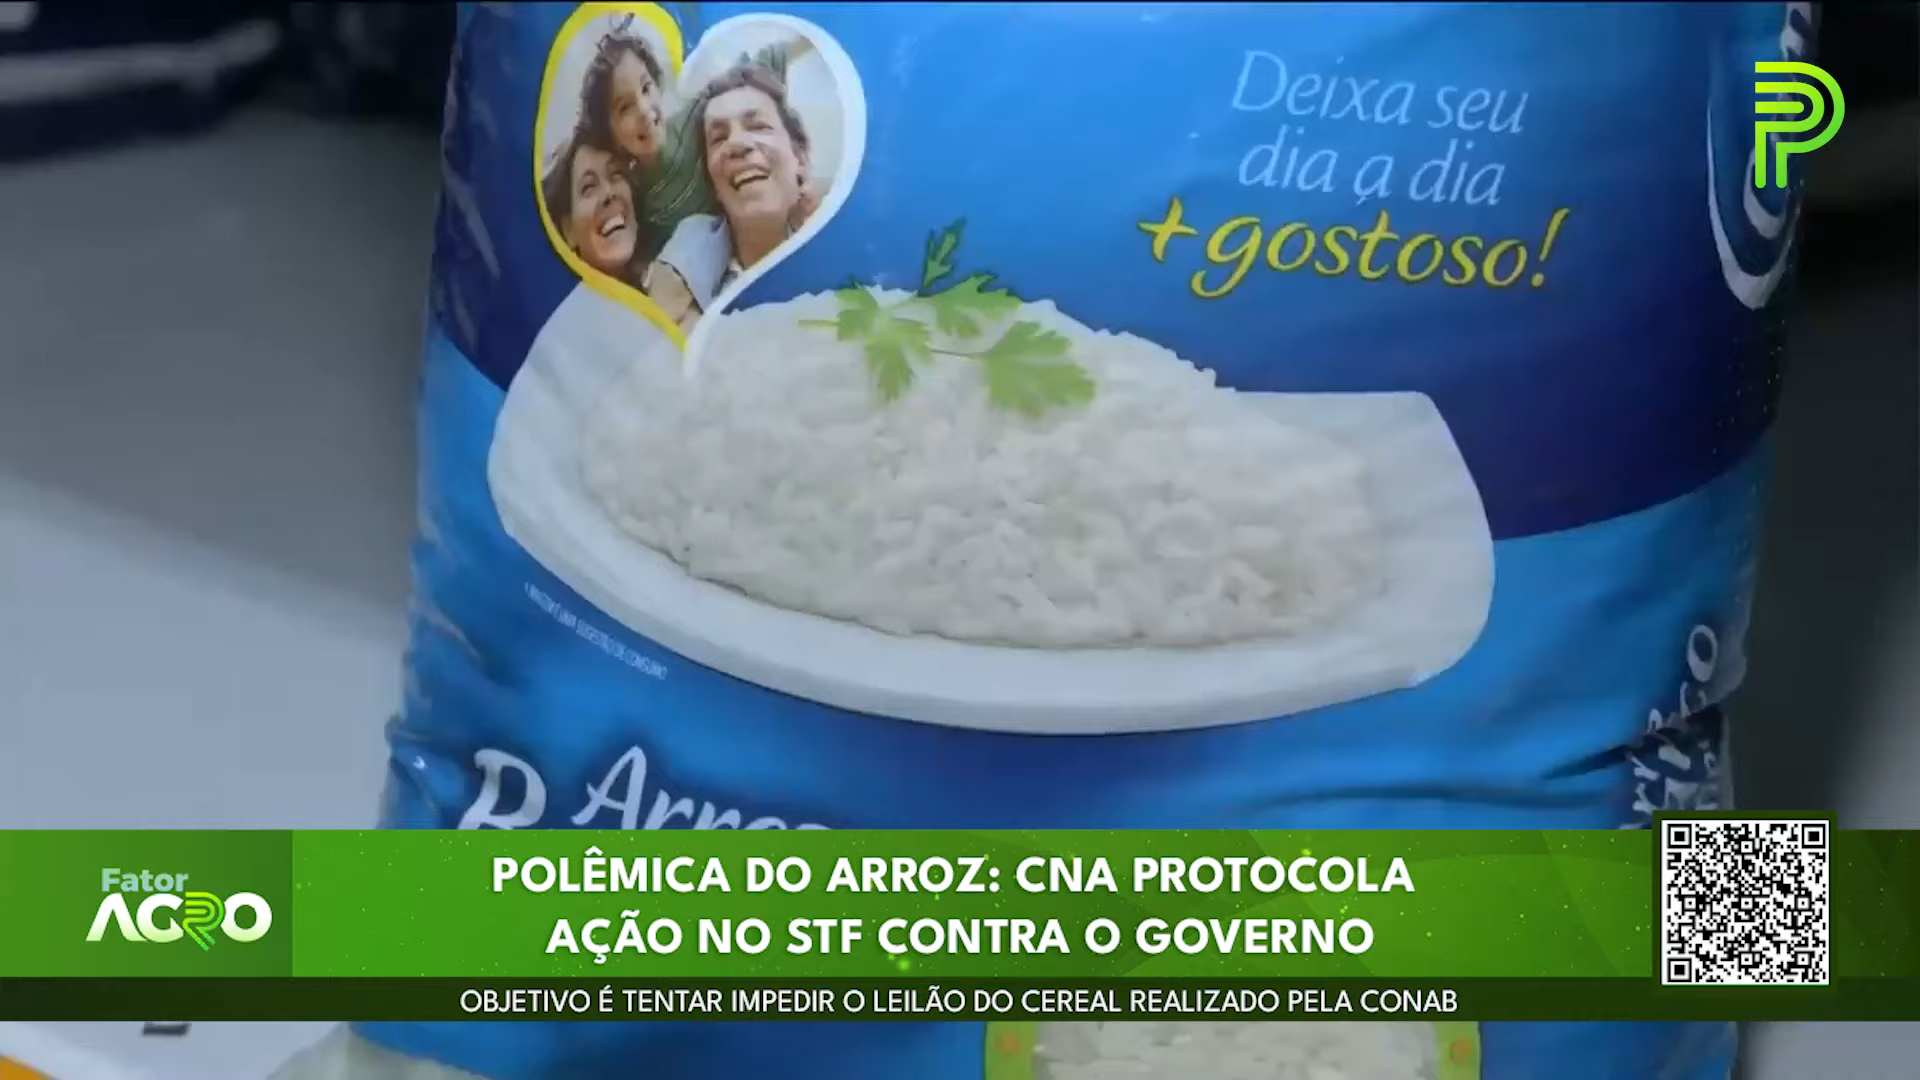 Deixa seu
dia a dia
+gostoso!
Arroz
Fator
AGRO
POLÊMICA DO ARROZ: CNA PROTOCOLA
AÇÃO NO STF CONTRA O GOVERNO
OBJETIVO É TENTAR IMPEDIR O LEILÃO DO CEREAL REALIZADO PELA CONAB